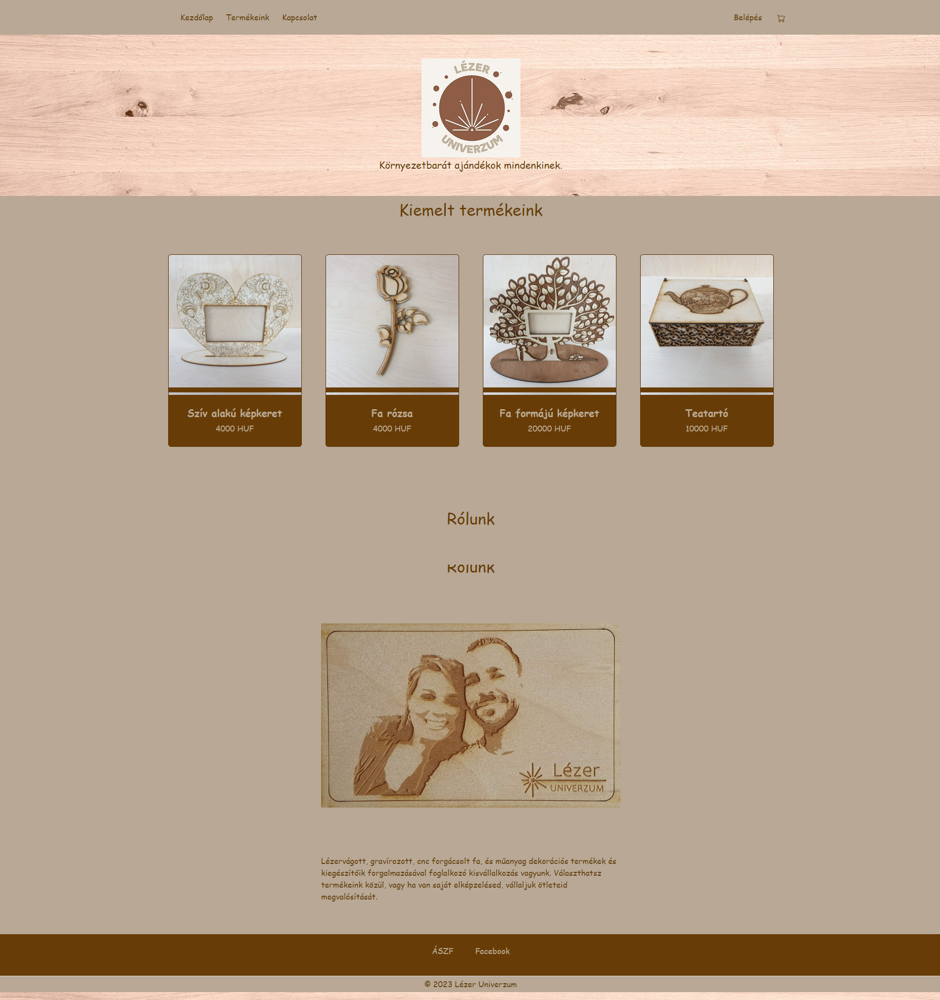 Kezdőlap Termékeink Kapcsolat Belépés
LÉZER
UNIVERZUM
Környezetbarát ajándékok mindenkinek.
Kiemelt termékeink
Szív alakú képkeret
4000 HUF
Fa rózsa
4000 HUF
Fa formájú képkeret
20000 HUF
Teatartó
10000 HUF
Rólunk
Rólunk
Lézer
UNIVERZUM
Lézervágott, gravírozott, cnc forgácsolt fa, és műanyag dekorációs termékek és
kiegészítőik forgalmazásával foglalkozó kisvállalkozás vagyunk. Választhatsz
termékeink közül, vagy ha van saját elképzelésed, vállaljuk ötleteid
megvalósítását.
ÁSZF Facebook
© 2023 Lézer Univerzum